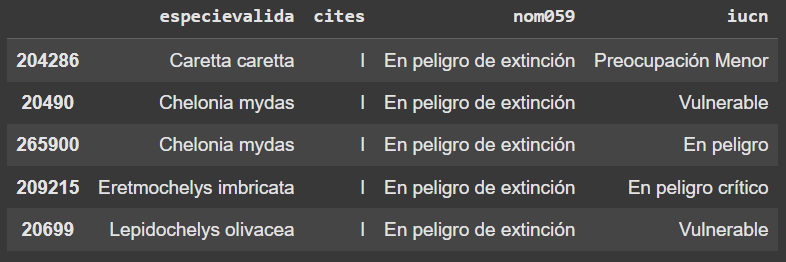 especievalida cites nom059 iucn
204286 Caretta caretta I En peligro de extinción Preocupación Menor
20490 Chelonia mydas I En peligro de extinción Vulnerable
265900 Chelonia mydas I En peligro de extinción En peligro
209215 Eretmochelys imbricata I En peligro de extinción En peligro crítico
20699 Lepidochelys olivacea I En peligro de extinción Vulnerable